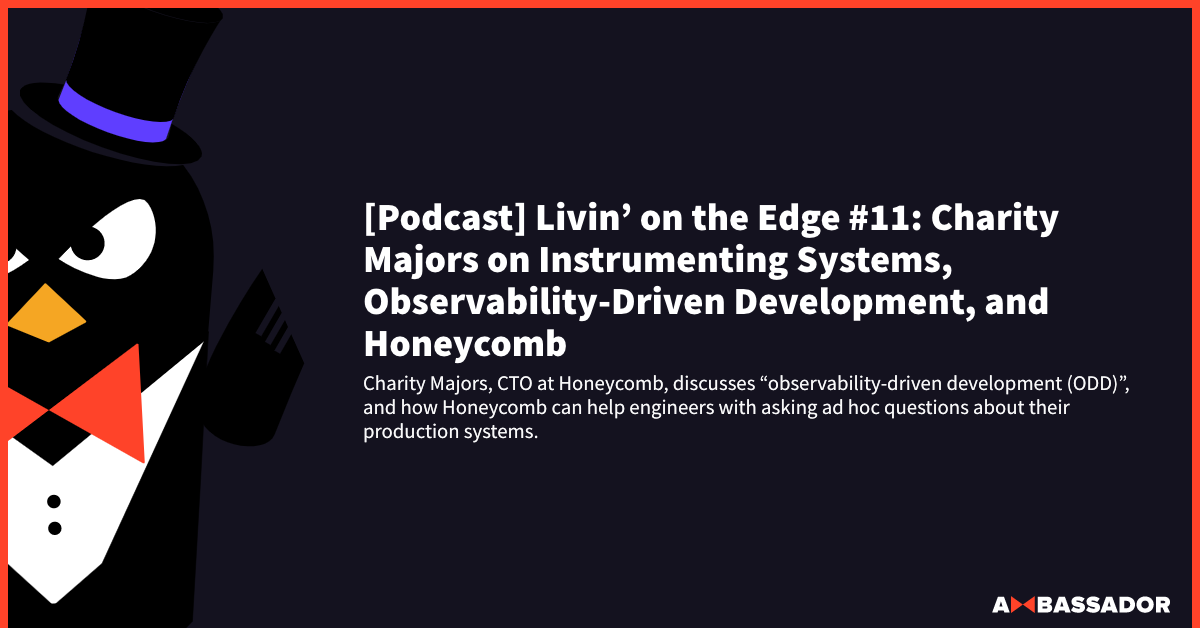 [Podcast] Livin’ on the Edge #11: Charity
Majors on Instrumenting Systems,
Observability-Driven Development, and
Honeycomb
Charity Majors, CTO at Honeycomb, discusses “observability-driven development (ODD)”,
and how Honeycomb can help engineers with asking ad hoc questions about their
production systems.
AMBASSADOR